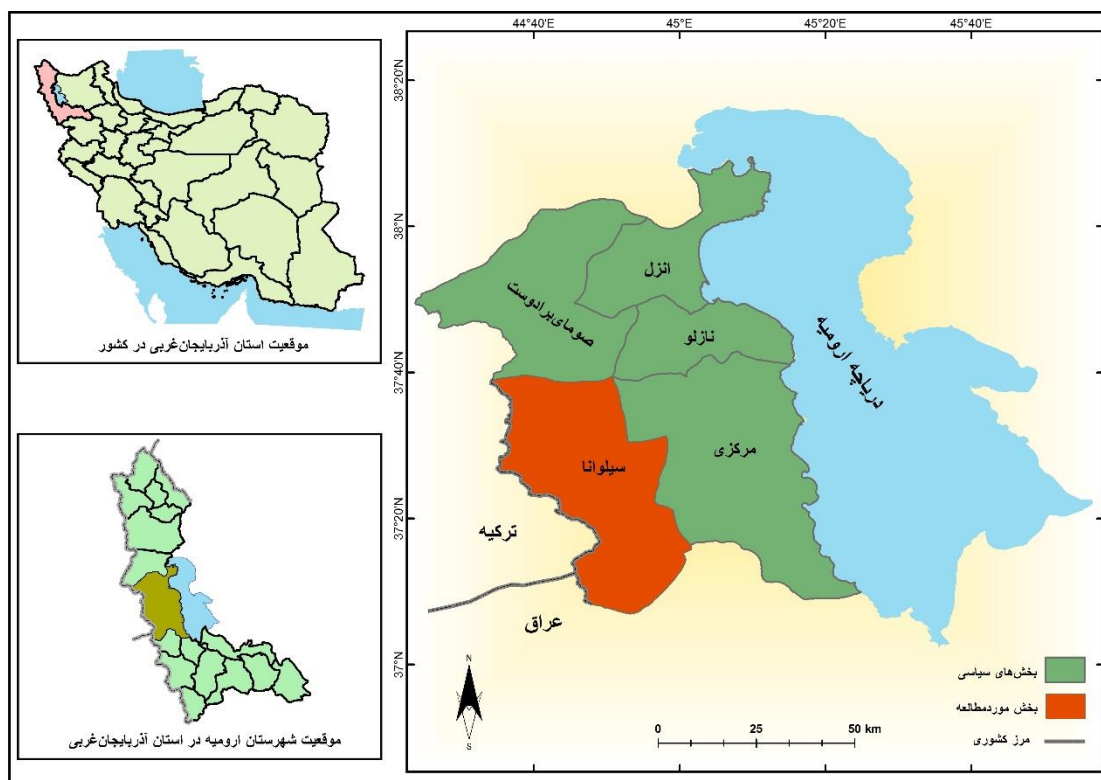 44°40'E
45°E
45°20'E
45°40'E
38°20'N
38°N
37°40'N
37°20'N
37°N
موقعیت استان آذربایجان‌غربی در کشور
موقعیت شهرستان ارومیه در استان آذربایجان‌غربی
انزل
صومای‌برادوست
نازلو
دریاچه ارومیه
مرکزی
سیلوانا
ترکیه
عراق
N
S
0 25 50 km
بخش‌های سیاسی
بخش موردمطالعه
مرز کشوری